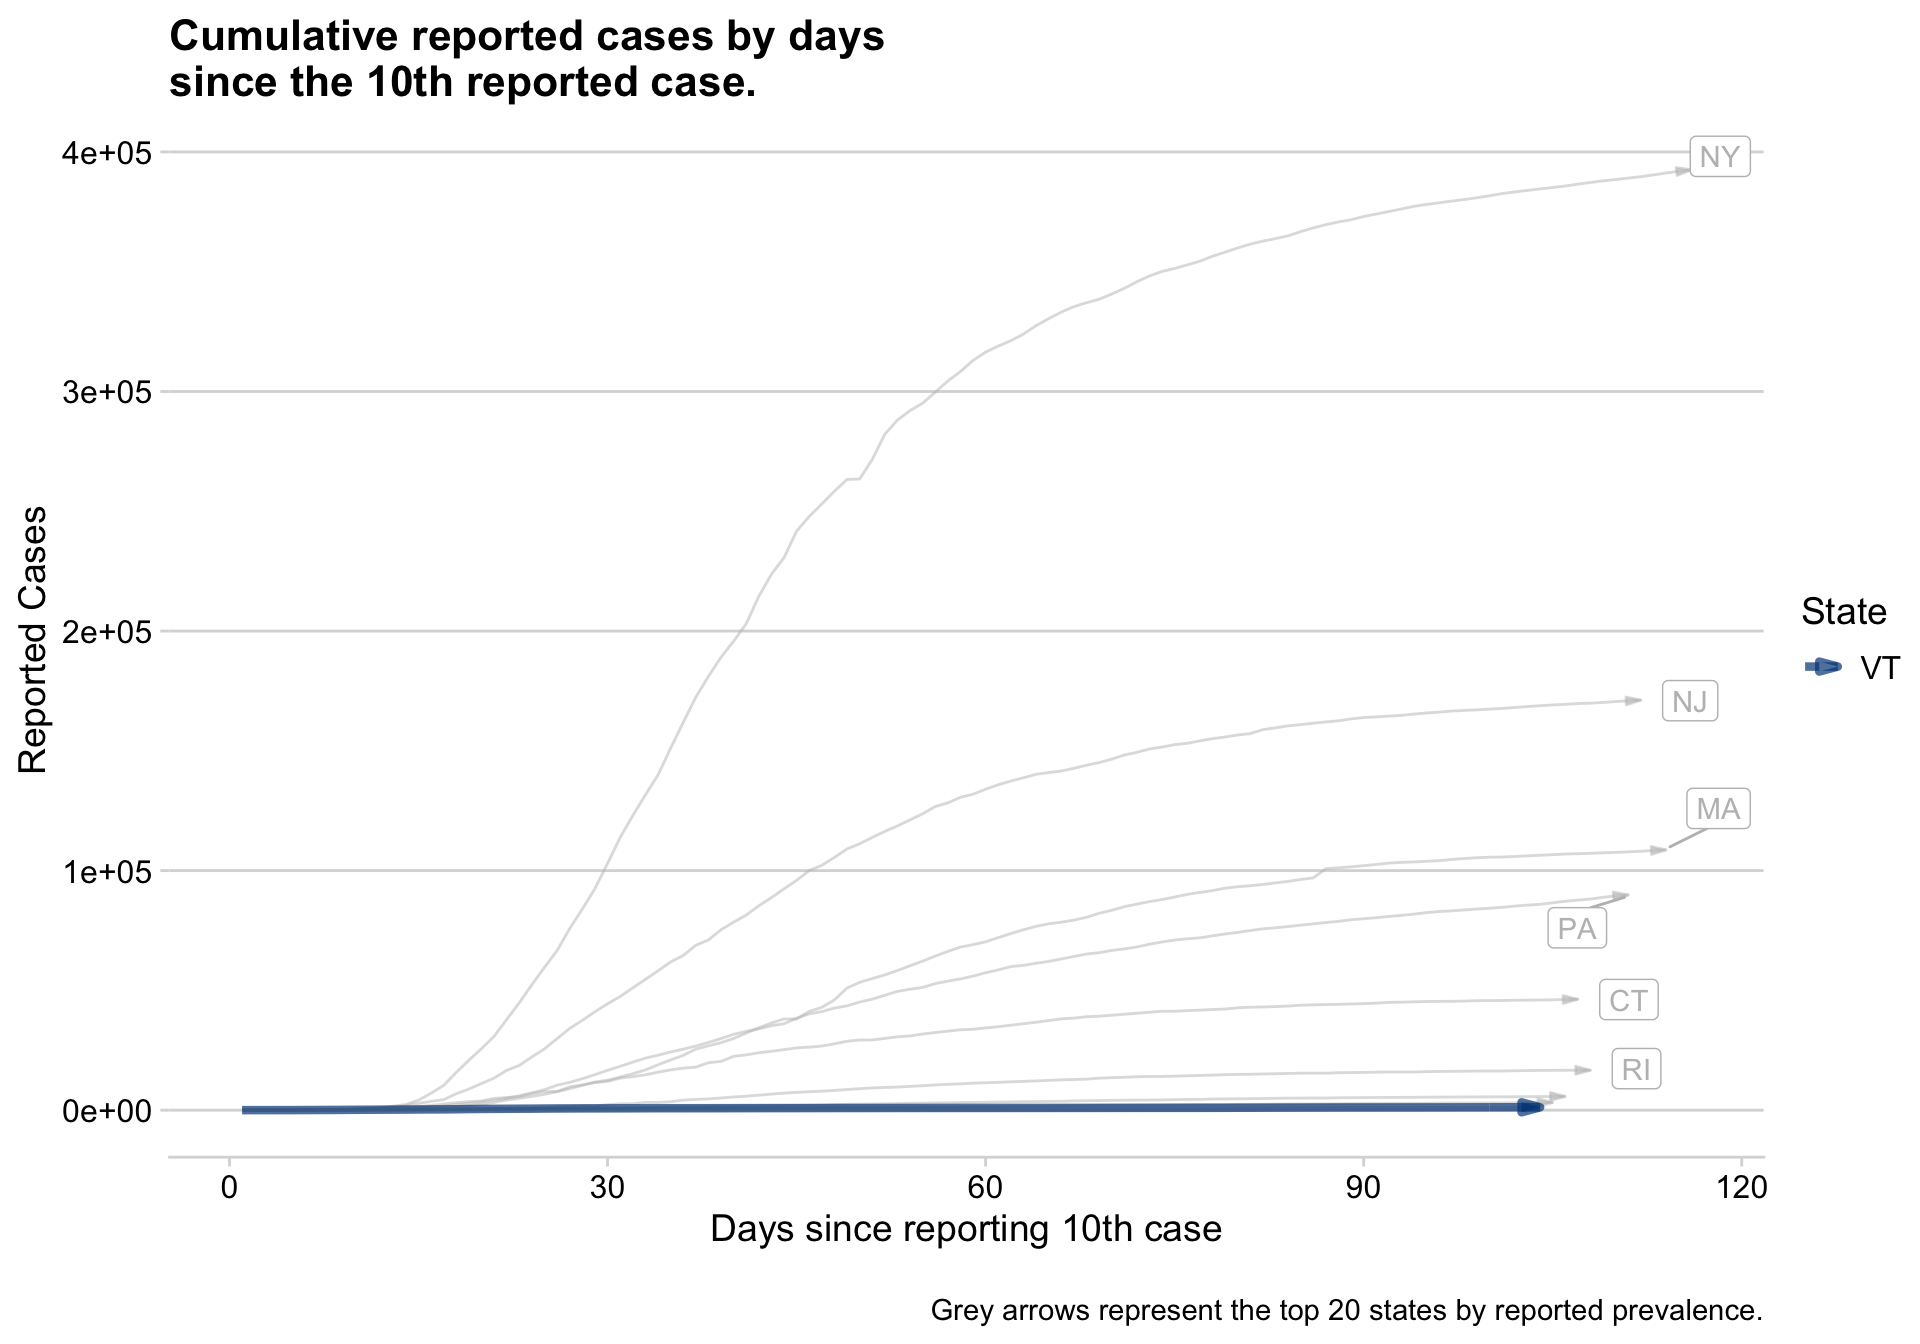 Cumulative reported cases by days
since the 10th reported case.
4e+05
3e+05
2e+05
1e+05
0e+00
Reported Cases
NY
NJ
MA
PA
CT
RI
State
VT
0
30
60
90
120
Days since reporting 10th case
Grey arrows represent the top 20 states by reported prevalence.